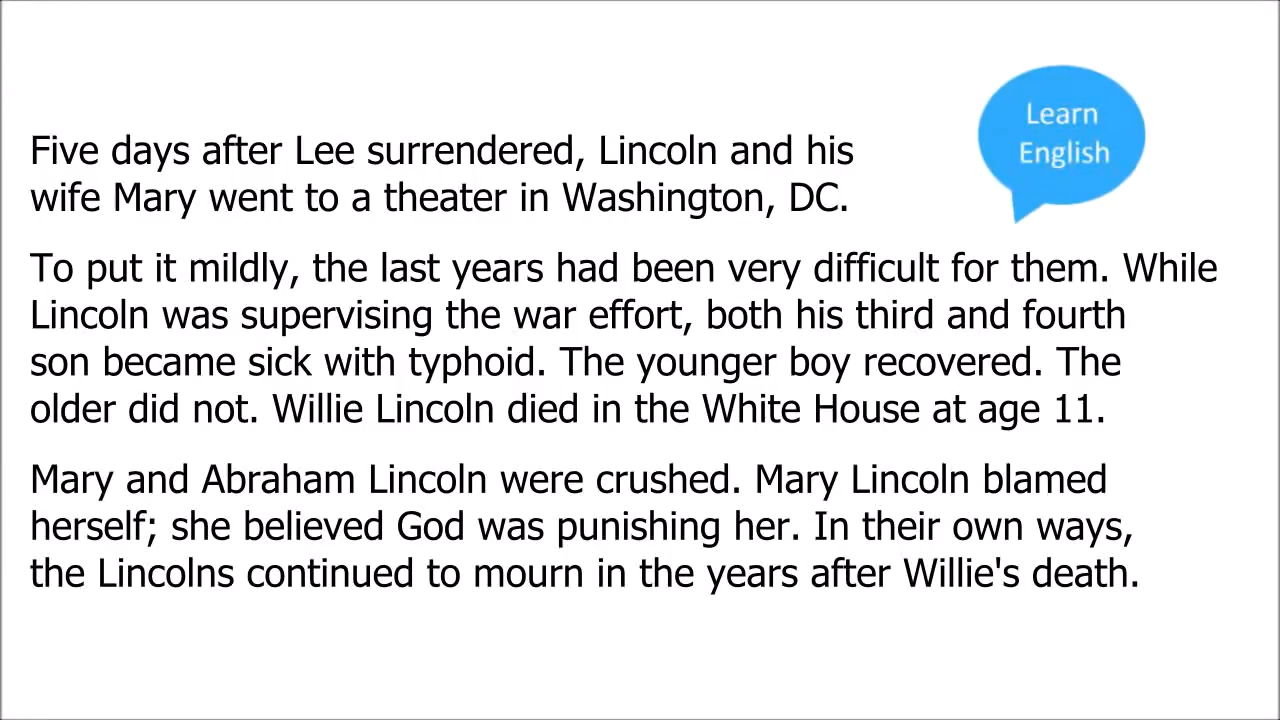 Learn
English
Five days after Lee surrendered, Lincoln and his
wife Mary went to a theater in Washington, DC.
To put it mildly, the last years had been very difficult for them. While
Lincoln was supervising the war effort, both his third and fourth
son became sick with typhoid. The younger boy recovered. The
older did not. Willie Lincoln died in the White House at age 11.
Mary and Abraham Lincoln were crushed. Mary Lincoln blamed
herself; she believed God was punishing her. In their own ways,
the Lincolns continued to mourn in the years after Willie's death.